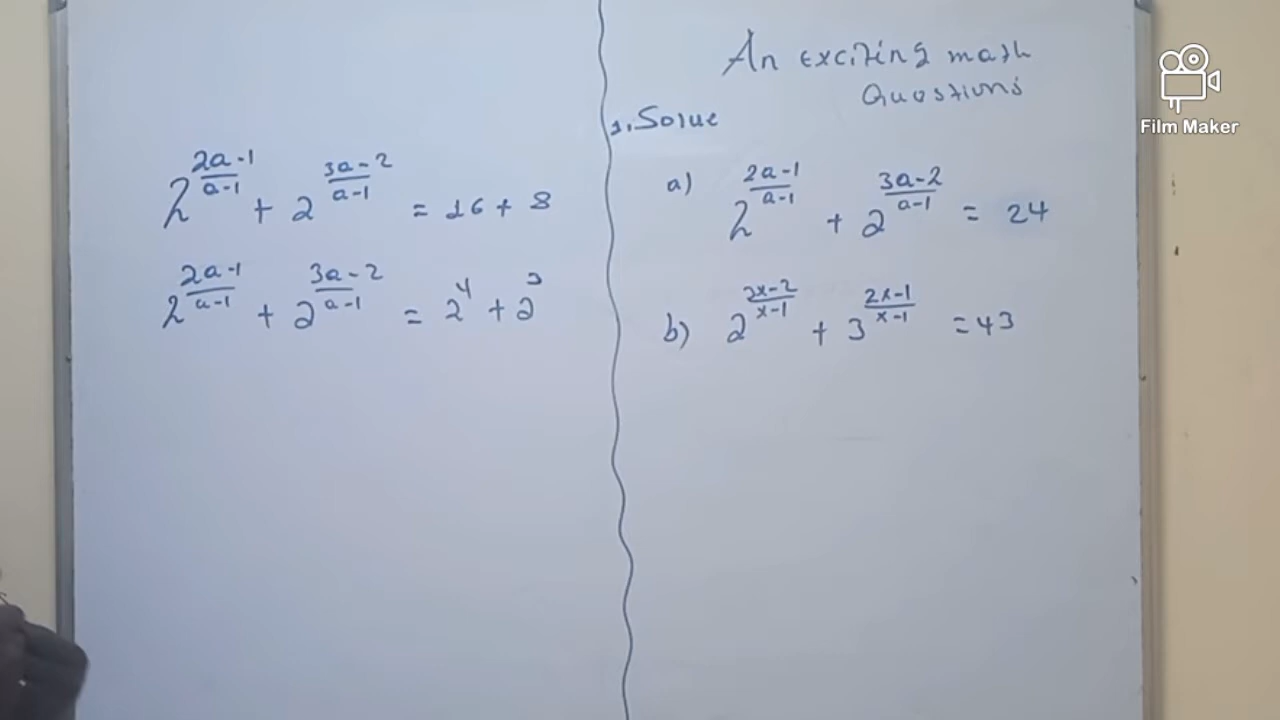 An exciting math
Questions
1. Solve
a) 2^((2a-1)/(a-1)) + 2^((3a-2)/(a-1)) = 24
b) 2^((2x-2)/(x-1)) + 3^((2x-1)/(x-1)) = 43
2^((2a-1)/(a-1)) + 2^((3a-2)/(a-1)) = 16 + 8
2^((2a-1)/(a-1)) + 2^((3a-2)/(a-1)) = 2^4 + 2^3
Film Maker